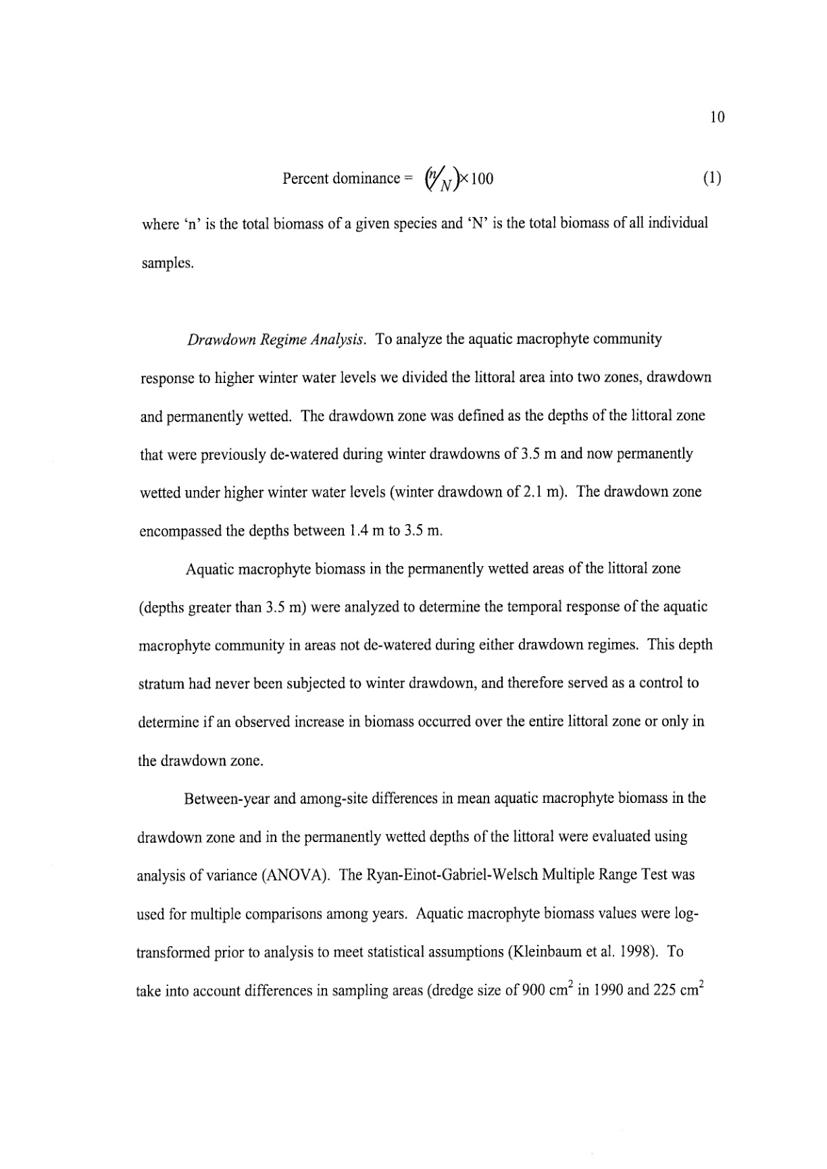 10
Percent dominance = (n/N)×100 (1)
where ‘n’ is the total biomass of a given species and ‘N’ is the total biomass of all individual
samples.
Drawdown Regime Analysis. To analyze the aquatic macrophyte community
response to higher winter water levels we divided the littoral area into two zones, drawdown
and permanently wetted. The drawdown zone was defined as the depths of the littoral zone
that were previously de-watered during winter drawdowns of 3.5 m and now permanently
wetted under higher winter water levels (winter drawdown of 2.1 m). The drawdown zone
encompassed the depths between 1.4 m to 3.5 m.
Aquatic macrophyte biomass in the permanently wetted areas of the littoral zone
(depths greater than 3.5 m) were analyzed to determine the temporal response of the aquatic
macrophyte community in areas not de-watered during either drawdown regimes. This depth
stratum had never been subjected to winter drawdown, and therefore served as a control to
determine if an observed increase in biomass occurred over the entire littoral zone or only in
the drawdown zone.
Between-year and among-site differences in mean aquatic macrophyte biomass in the
drawdown zone and in the permanently wetted depths of the littoral were evaluated using
analysis of variance (ANOVA). The Ryan-Einot-Gabriel-Welsch Multiple Range Test was
used for multiple comparisons among years. Aquatic macrophyte biomass values were log-
transformed prior to analysis to meet statistical assumptions (Kleinbaum et al. 1998). To
take into account differences in sampling areas (dredge size of 900 cm² in 1990 and 225 cm²